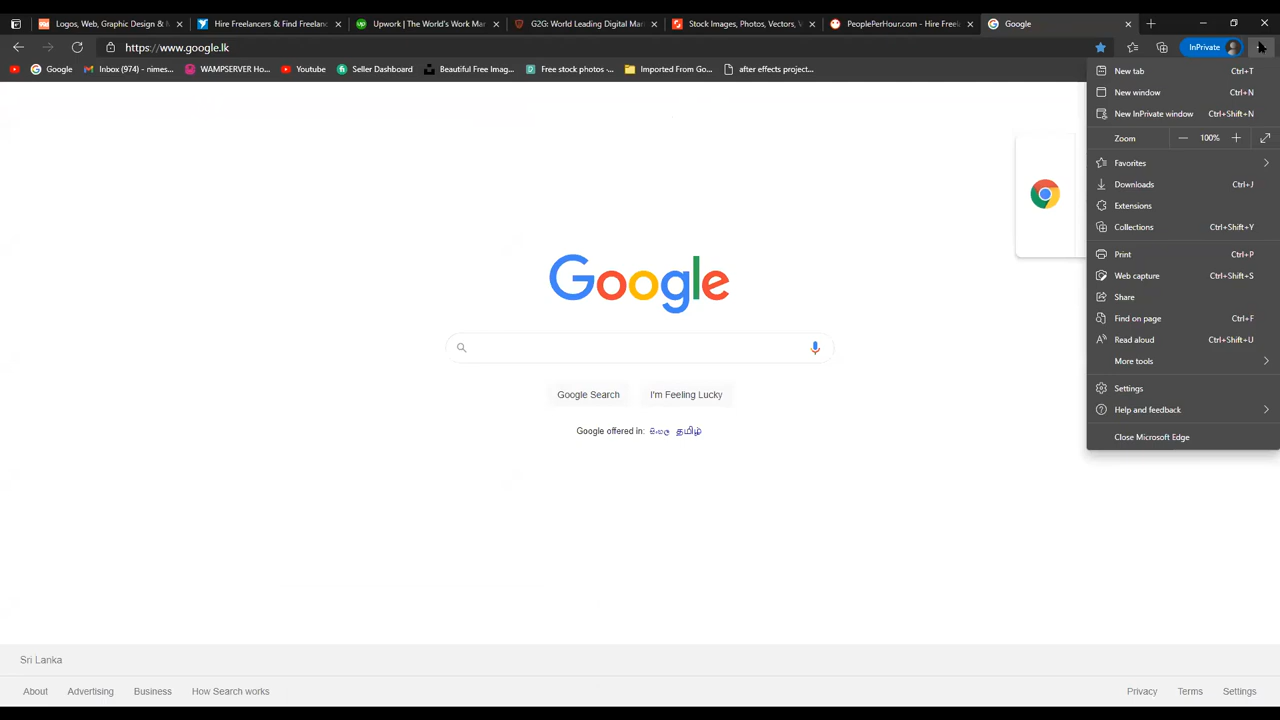 Logos, Web, Graphic Design &
Hire Freelancers & Find Freelanc
Upwork | The World's Work Mar
G2G: World Leading Digital Mar
Stock Images, Photos, Vectors, V
PeoplePerHour.com - Hire Freel
Google
https://www.google.lk
InPrivate
Google
Inbox (974) - nimes...
WAMPSERVER Ho...
Youtube
Seller Dashboard
Beautiful Free Imag...
Free stock photos -...
Imported From Go...
after effects project...
New tab Ctrl+T
New window Ctrl+N
New InPrivate window Ctrl+Shift+N
Zoom 100%
Favorites
Downloads Ctrl+J
Extensions
Collections Ctrl+Shift+Y
Print Ctrl+P
Web capture Ctrl+Shift+S
Share
Find on page Ctrl+F
Read aloud Ctrl+Shift+U
More tools
Settings
Help and feedback
Close Microsoft Edge
Google
Google Search
I'm Feeling Lucky
Google offered in: සිංහල தமிழ்
Sri Lanka
About Advertising Business How Search works
Privacy Terms Settings